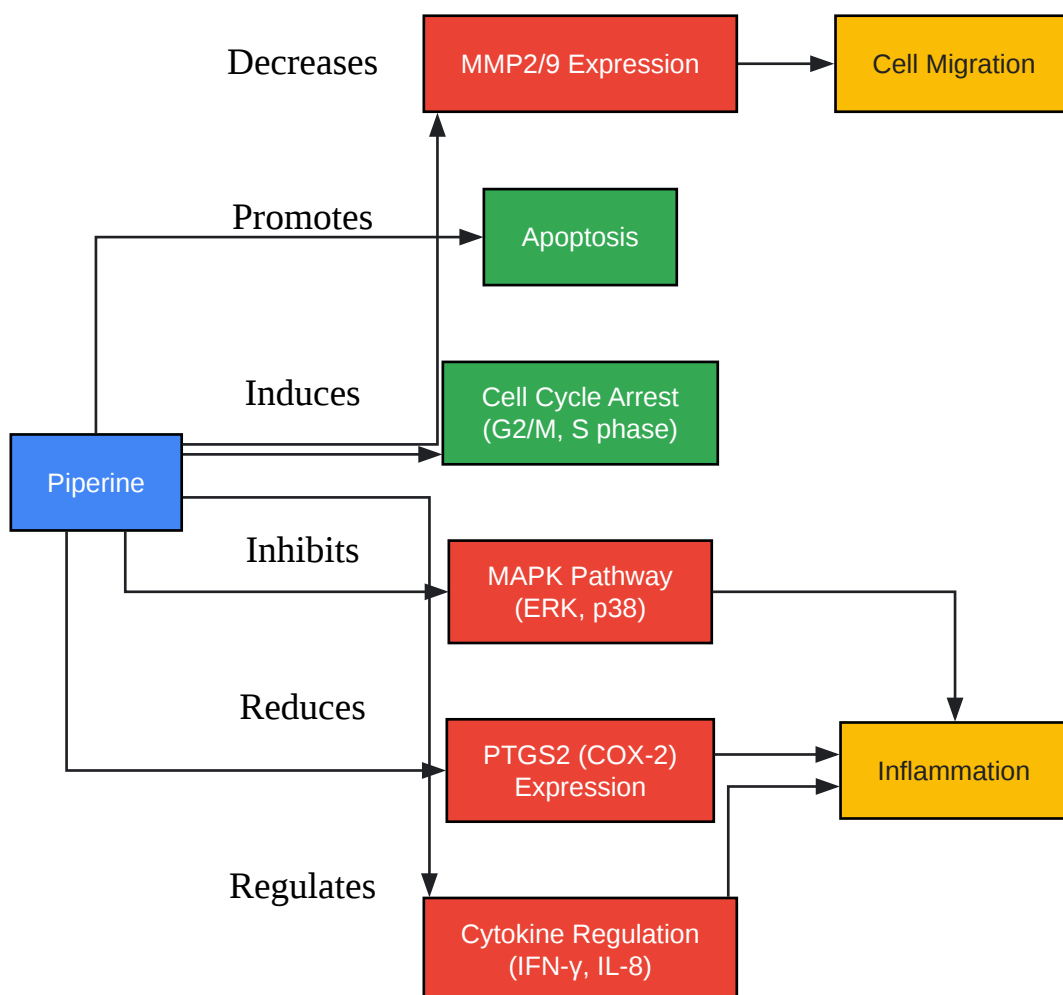 Decreases
MMP2/9 Expression
Cell Migration
Promotes
Apoptosis
Induces
Cell Cycle Arrest
(G2/M, S phase)
Piperine
Inhibits
MAPK Pathway
(ERK, p38)
Reduces
PTGS2 (COX-2)
Expression
Inflammation
Regulates
Cytokine Regulation
(IFN-γ, IL-8)